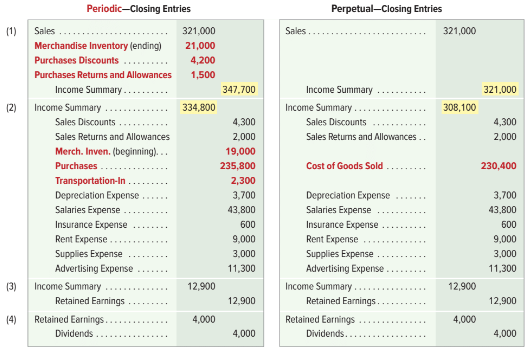 Periodic—Closing Entries Perpetual—Closing Entries
(1) Sales . . . . . . . . . . . . . . . . . . 321,000 Sales . . . . . . . . . . . . . . . . . . . . . . 321,000
Merchandise Inventory (ending) 21,000
Purchases Discounts . . . . . . . . . 4,200
Purchases Returns and Allowances 1,500
Income Summary . . . . . . . . . 347,700 Income Summary . . . . . . . . . . . 321,000
(2) Income Summary . . . . . . . . . . . . . 334,800 Income Summary . . . . . . . . . . . . . . 308,100
Sales Discounts . . . . . . . . . . 4,300 Sales Discounts . . . . . . . . . . . . 4,300
Sales Returns and Allowances 2,000 Sales Returns and Allowances . . 2,000
Merch. Inven. (beginning). . . 19,000
Purchases . . . . . . . . . . . . . . 235,800 Cost of Goods Sold . . . . . . . . 230,400
Transportation-In . . . . . . . . . 2,300
Depreciation Expense . . . . . 3,700 Depreciation Expense . . . . . . . 3,700
Salaries Expense . . . . . . . . . 43,800 Salaries Expense . . . . . . . . . . . 43,800
Insurance Expense . . . . . . . . 600 Insurance Expense . . . . . . . . . . 600
Rent Expense . . . . . . . . . . . . 9,000 Rent Expense . . . . . . . . . . . . . . 9,000
Supplies Expense . . . . . . . . . 3,000 Supplies Expense . . . . . . . . . . . 3,000
Advertising Expense . . . . . . . 11,300 Advertising Expense . . . . . . . . . 11,300
(3) Income Summary . . . . . . . . . . . . . 12,900 Income Summary . . . . . . . . . . . . . . 12,900
Retained Earnings . . . . . . . . 12,900 Retained Earnings . . . . . . . . . . 12,900
(4) Retained Earnings . . . . . . . . . . . . . 4,000 Retained Earnings . . . . . . . . . . . . . . 4,000
Dividends . . . . . . . . . . . . . . . 4,000 Dividends . . . . . . . . . . . . . . . . . 4,000